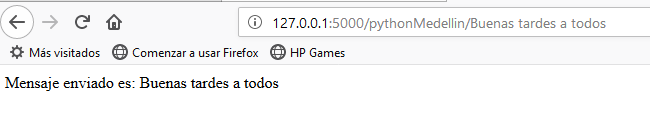 127.0.0.1:5000/pythonMedellin/Buenas tardes a todos
Más visitados Comenzar a usar Firefox HP Games
Mensaje enviado es: Buenas tardes a todos